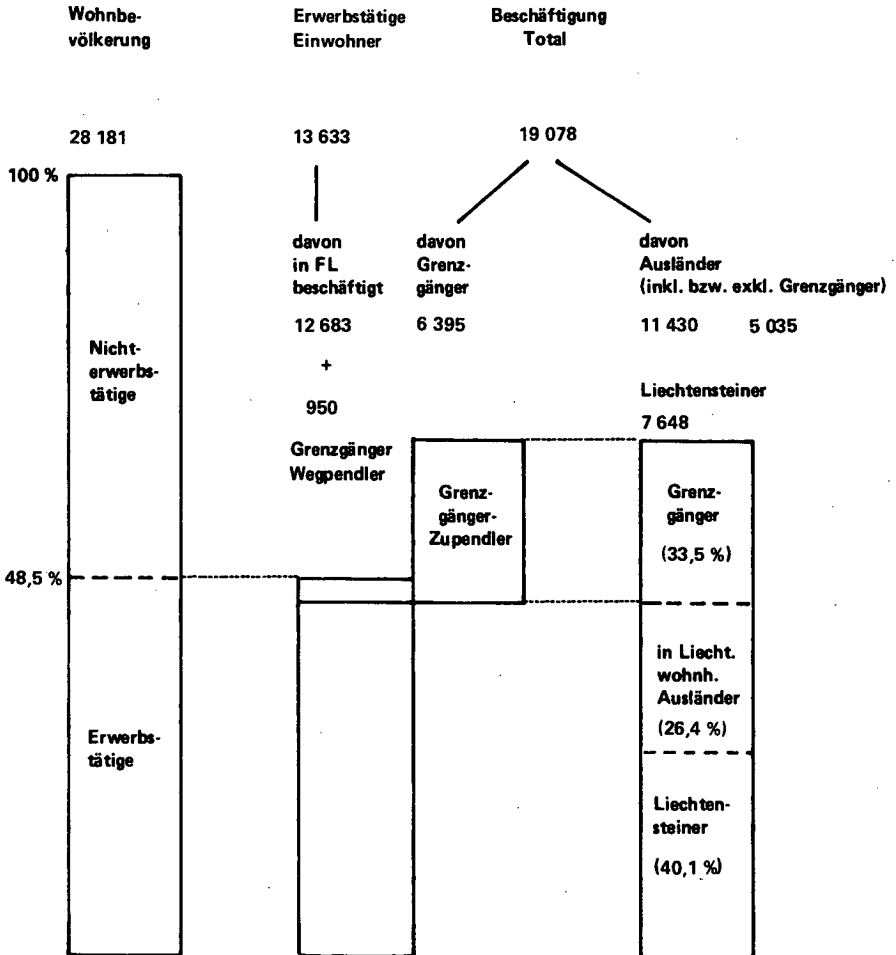 Wohnbe-
völkerung
Erwerbstätige
Einwohner
Beschäftigung
Total
28 181
13 633
19 078
100 %
davon
in FL
beschäftigt
davon
Grenz-
gänger
davon
Ausländer
(inkl. bzw. exkl. Grenzgänger)
12 683
6 395
11 430
5 035
+
950
Grenzgänger
Wegpendler
Liechtensteiner
7 648
Nicht-
erwerbs-
tätige
Grenz-
gänger-
Zupendler
Grenz-
gänger
(33,5 %)
48,5 %
in Liecht.
wohnh.
Ausländer
(26,4 %)
Erwerbs-
tätige
Liechten-
steiner
(40,1 %)